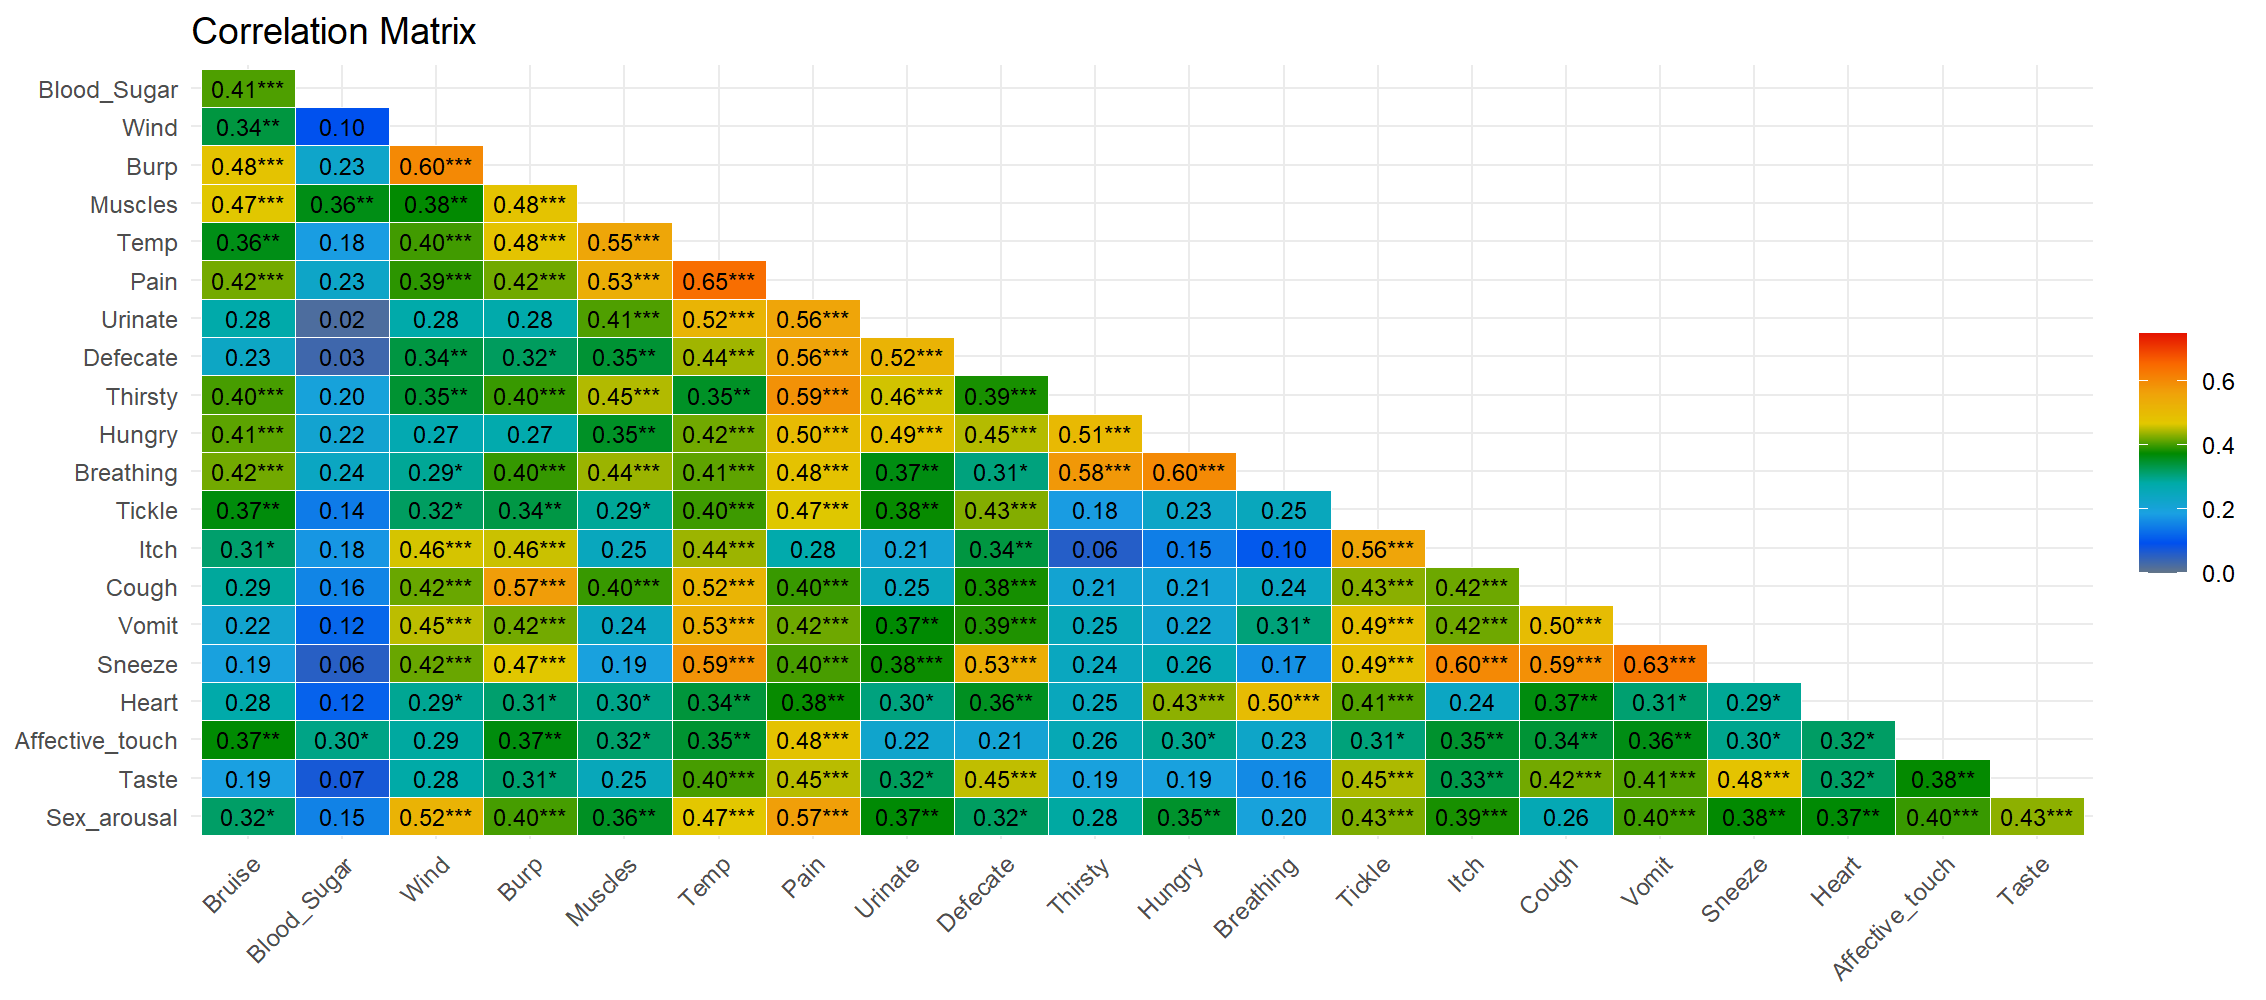 Correlation Matrix
Blood_Sugar 0.41***
Wind 0.34** 0.10
Burp 0.48*** 0.23 0.60***
Muscles 0.47*** 0.36** 0.38** 0.48***
Temp 0.36** 0.18 0.40*** 0.48*** 0.55***
Pain 0.42*** 0.23 0.39*** 0.42*** 0.53*** 0.65***
Urinate 0.28 0.02 0.28 0.28 0.41*** 0.52*** 0.56***
Defecate 0.23 0.03 0.34** 0.32* 0.35** 0.44*** 0.56*** 0.52***
Thirsty 0.40*** 0.20 0.35** 0.40*** 0.45*** 0.35** 0.59*** 0.46*** 0.39***
Hungry 0.41*** 0.22 0.27 0.27 0.35** 0.42*** 0.50*** 0.49*** 0.45*** 0.51***
Breathing 0.42*** 0.24 0.29* 0.40*** 0.44*** 0.41*** 0.48*** 0.37** 0.31* 0.58*** 0.60***
Tickle 0.37** 0.14 0.32* 0.34** 0.29* 0.40*** 0.47*** 0.38** 0.43*** 0.18 0.23 0.25
Itch 0.31* 0.18 0.46*** 0.46*** 0.25 0.44*** 0.28 0.21 0.34** 0.06 0.15 0.10 0.56***
Cough 0.29 0.16 0.42*** 0.57*** 0.40*** 0.52*** 0.40*** 0.25 0.38*** 0.21 0.21 0.24 0.43*** 0.42***
Vomit 0.22 0.12 0.45*** 0.42*** 0.24 0.53*** 0.42*** 0.37** 0.39*** 0.25 0.22 0.31* 0.49*** 0.42*** 0.50***
Sneeze 0.19 0.06 0.42*** 0.47*** 0.19 0.59*** 0.40*** 0.38*** 0.53*** 0.24 0.26 0.17 0.49*** 0.60*** 0.59*** 0.63***
Heart 0.28 0.12 0.29* 0.31* 0.30* 0.34** 0.38** 0.30* 0.36** 0.25 0.43*** 0.50*** 0.41*** 0.24 0.37** 0.31* 0.29*
Affective_touch 0.37** 0.30* 0.29 0.37** 0.32* 0.35** 0.48*** 0.22 0.21 0.26 0.30* 0.23 0.31* 0.35** 0.34** 0.36** 0.30* 0.32*
Taste 0.19 0.07 0.28 0.31* 0.25 0.40*** 0.45*** 0.32* 0.45*** 0.19 0.19 0.16 0.45*** 0.33** 0.42*** 0.41*** 0.48*** 0.32* 0.38**
Sex_arousal 0.32* 0.15 0.52*** 0.40*** 0.36** 0.47*** 0.57*** 0.37** 0.32* 0.28 0.35** 0.20 0.43*** 0.39*** 0.26 0.40*** 0.38** 0.37** 0.40*** 0.43***
Bruise Blood_Sugar Wind Burp Muscles Temp Pain Urinate Defecate Thirsty Hungry Breathing Tickle Itch Cough Vomit Sneeze Heart Affective_touch Taste
0.6
0.4
0.2
0.0